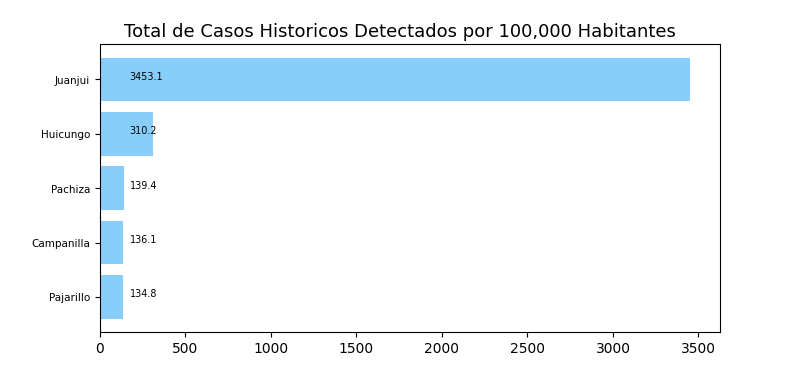 Total de Casos Historicos Detectados por 100,000 Habitantes
Juanjui 3453.1
Huicungo 310.2
Pachiza 139.4
Campanilla 136.1
Pajarillo 134.8
0 500 1000 1500 2000 2500 3000 3500